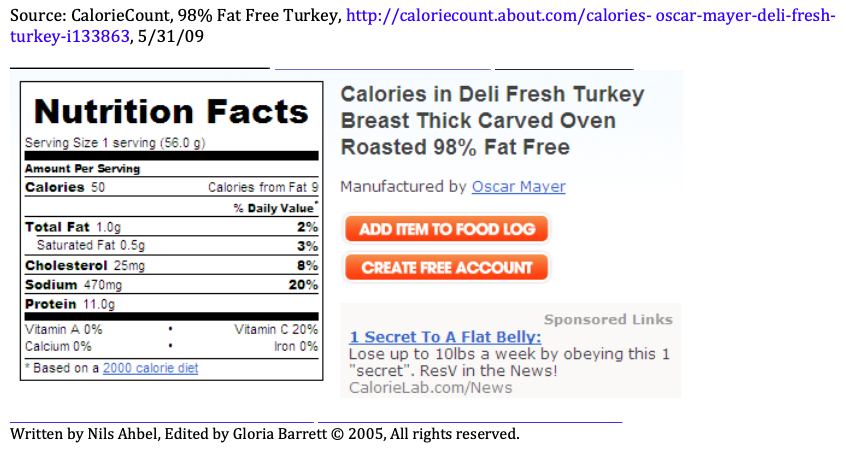 Source: CalorieCount, 98% Fat Free Turkey, http://caloriecount.about.com/calories- oscar-mayer-deli-fresh-
turkey-i133863, 5/31/09
Nutrition Facts
Serving Size 1 serving (56.0 g)
Amount Per Serving
Calories 50 Calories from Fat 9
% Daily Value*
Total Fat 1.0g 2%
Saturated Fat 0.5g 3%
Cholesterol 25mg 8%
Sodium 470mg 20%
Protein 11.0g
Vitamin A 0% • Vitamin C 20%
Calcium 0% • Iron 0%
* Based on a 2000 calorie diet
Calories in Deli Fresh Turkey
Breast Thick Carved Oven
Roasted 98% Fat Free
Manufactured by Oscar Mayer
ADD ITEM TO FOOD LOG
CREATE FREE ACCOUNT
Sponsored Links
1 Secret To A Flat Belly:
Lose up to 10lbs a week by obeying this 1
"secret". ResV in the News!
CalorieLab.com/News
Written by Nils Ahbel, Edited by Gloria Barrett © 2005, All rights reserved.